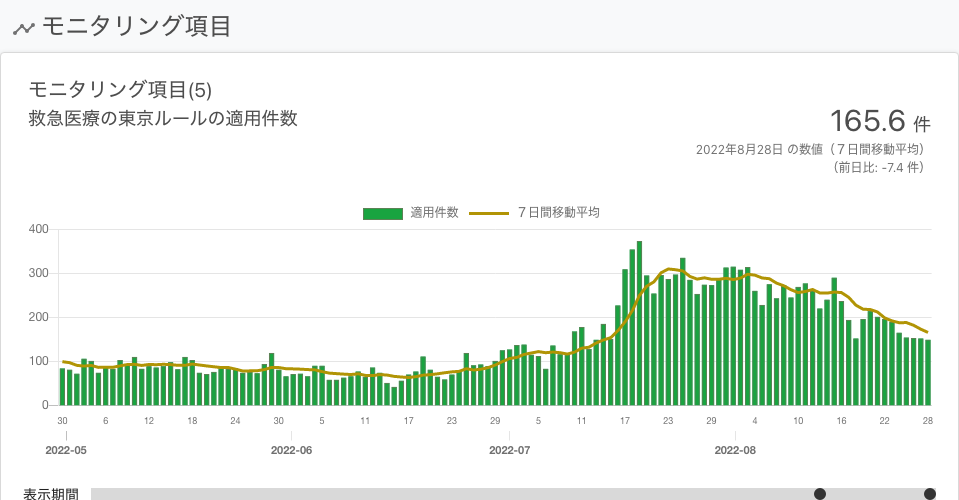 モニタリング項目
モニタリング項目(5)
救急医療の東京ルールの適用件数
165.6 件
2022年8月28日 の数値（７日間移動平均）
（前日比: -7.4 件）
適用件数 ７日間移動平均
400
300
200
100
0
30 6 12 18 24 30 5 11 17 23 29 5 11 17 23 29 4 10 16 22 28
2022-05 2022-06 2022-07 2022-08
表示期間